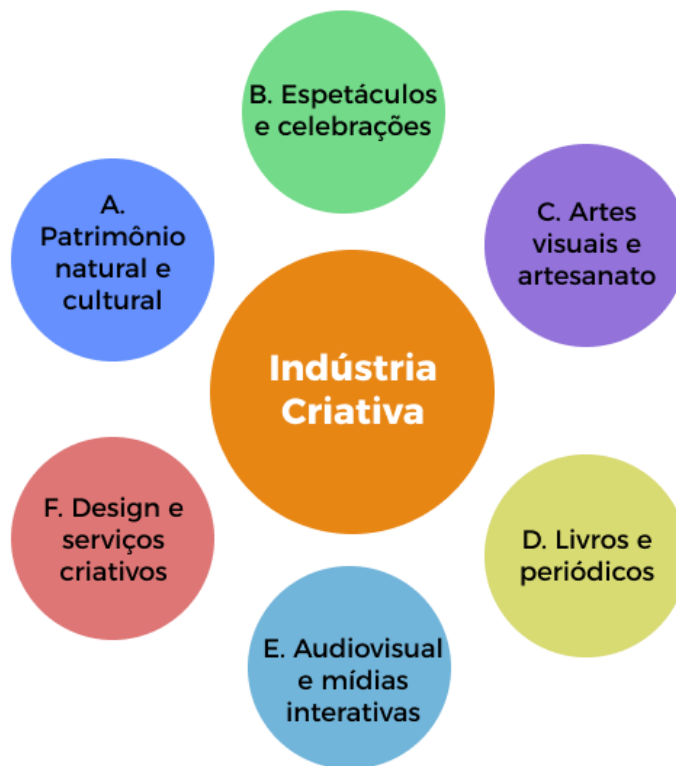 B. Espetáculos
e celebrações
A.
Patrimônio
natural e
cultural
C. Artes
visuais e
artesanato
Indústria
Criativa
F. Design e
serviços
criativos
D. Livros e
periódicos
E. Audiovisual
e mídias
interativas